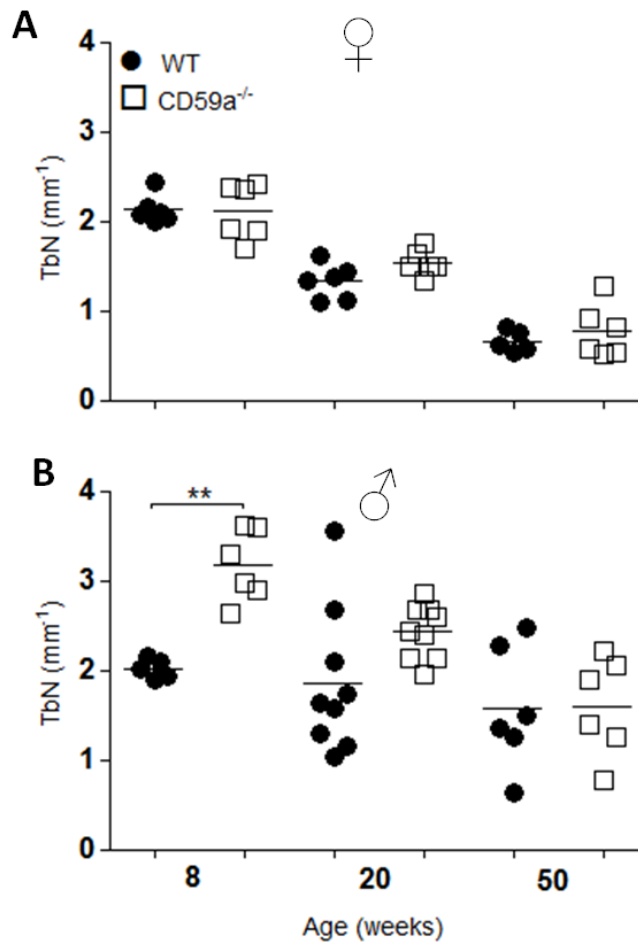 A
4
3
2
1
0
TbN (mm⁻¹)
♀
WT
CD59a⁻/⁻
B
4
3
2
1
0
TbN (mm⁻¹)
**
♂
8 20 50
Age (weeks)